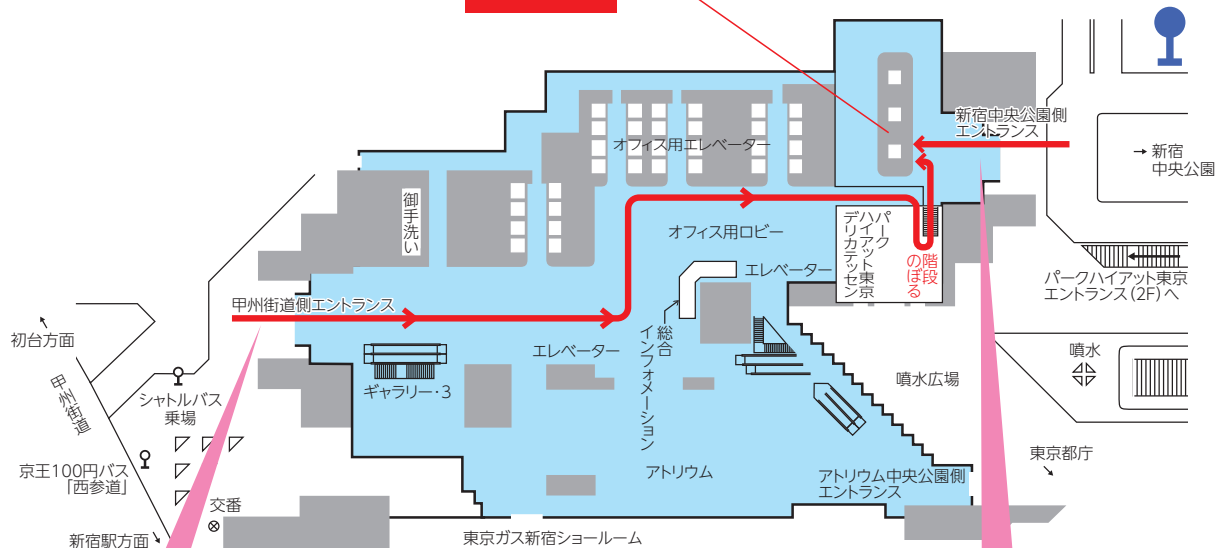 オフィス用エレベーター
新宿中央公園側
エントランス
→新宿
中央公園
御手洗い
オフィス用ロビー
パーク
ハイアット東京
デリカテッセン
階段
のぼる
パークハイアット東京
エントランス(2F)へ
エレベーター
甲州街道側エントランス
総合
インフォメーション
初台方面
エレベーター
噴水
甲州街道
シャトルバス
乗場
ギャラリー・3
噴水広場
京王100円バス
「西参道」
アトリウム
アトリウム中央公園側
エントランス
東京都庁
交番
新宿駅方面
東京ガス新宿ショールーム